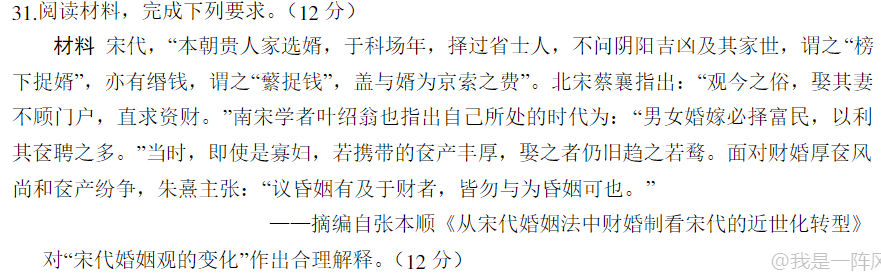 31.阅读材料，完成下列要求。（12 分）
材料 宋代，“本朝贵人家选婿，于科场年，择过省士人，不问阴阳吉凶及其家世，谓之“榜
下捉婿”，亦有缗钱，谓之“繫捉钱”，盖与婿为京索之费”。北宋蔡襄指出：“观今之俗，娶其妻
不顾门户，直求资财。”南宋学者叶绍翁也指出自己所处的时代为：“男女婚嫁必择富民，以利
其奁聘之多。”当时，即使是寡妇，若携带的奁产丰厚，娶之者仍旧趋之若鹜。面对财婚厚奁风
尚和奁产纷争，朱熹主张：“议昏姻有及于财者，皆勿与为昏姻可也。”
——摘编自张本顺《从宋代婚姻法中财婚制看宋代的近世化转型》
对“宋代婚姻观的变化”作出合理解释。（12 分）
@我是一阵风